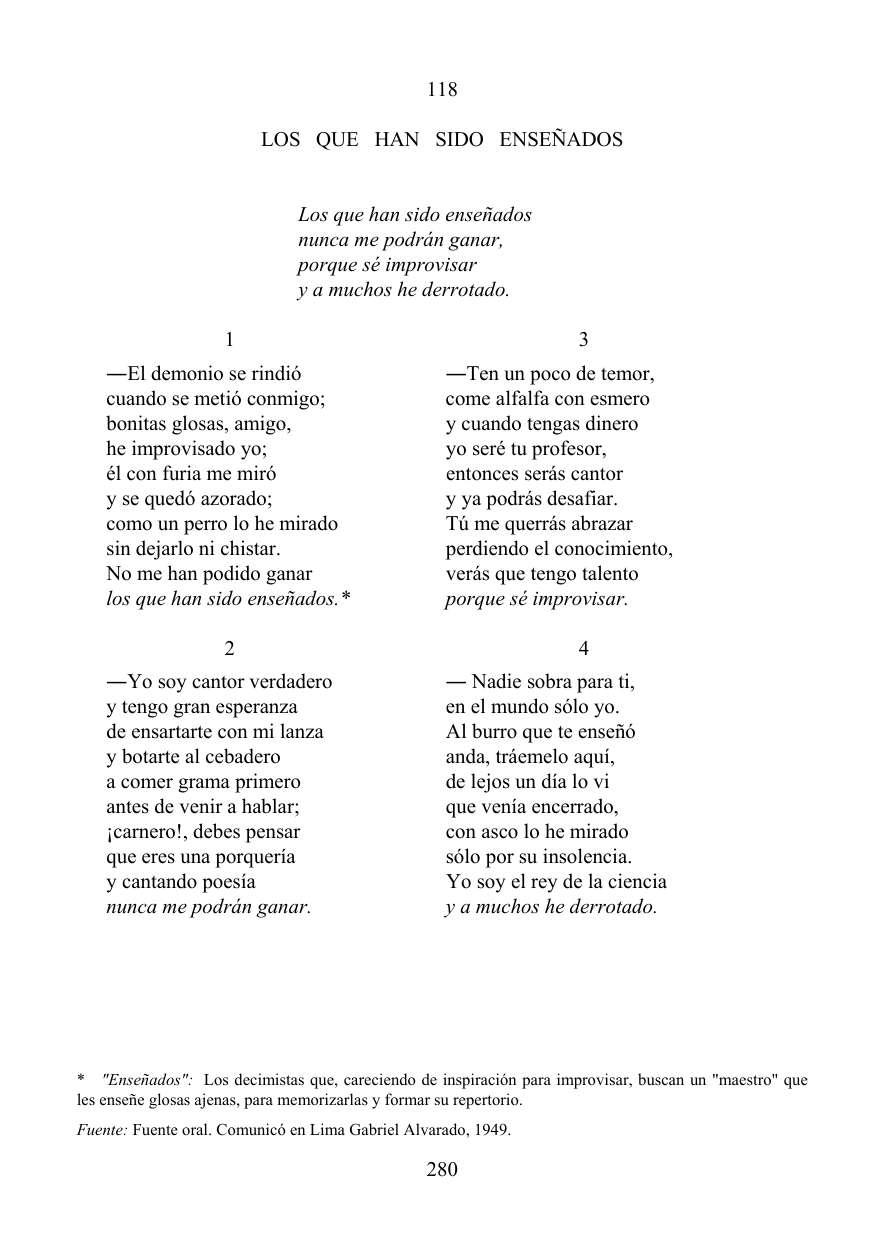 118
LOS QUE HAN SIDO ENSEÑADOS
Los que han sido enseñados
nunca me podrán ganar,
porque sé improvisar
y a muchos he derrotado.
1
—El demonio se rindió
cuando se metió conmigo;
bonitas glosas, amigo,
he improvisado yo;
él con furia me miró
y se quedó azorado;
como un perro lo he mirado
sin dejarlo ni chistar.
No me han podido ganar
los que han sido enseñados.*
2
—Yo soy cantor verdadero
y tengo gran esperanza
de ensartarte con mi lanza
y botarte al cebadero
a comer grama primero
antes de venir a hablar;
¡carnero!, debes pensar
que eres una porquería
y cantando poesía
nunca me podrán ganar.
3
—Ten un poco de temor,
come alfalfa con esmero
y cuando tengas dinero
yo seré tu profesor,
entonces serás cantor
y ya podrás desafiar.
Tú me querrás abrazar
perdiendo el conocimiento,
verás que tengo talento
porque sé improvisar.
4
— Nadie sobra para ti,
en el mundo sólo yo.
Al burro que te enseñó
anda, tráemelo aquí,
de lejos un día lo vi
que venía encerrado,
con asco lo he mirado
sólo por su insolencia.
Yo soy el rey de la ciencia
y a muchos he derrotado.
* "Enseñados": Los decimistas que, careciendo de inspiración para improvisar, buscan un "maestro" que
les enseñe glosas ajenas, para memorizarlas y formar su repertorio.
Fuente: Fuente oral. Comunicó en Lima Gabriel Alvarado, 1949.
280